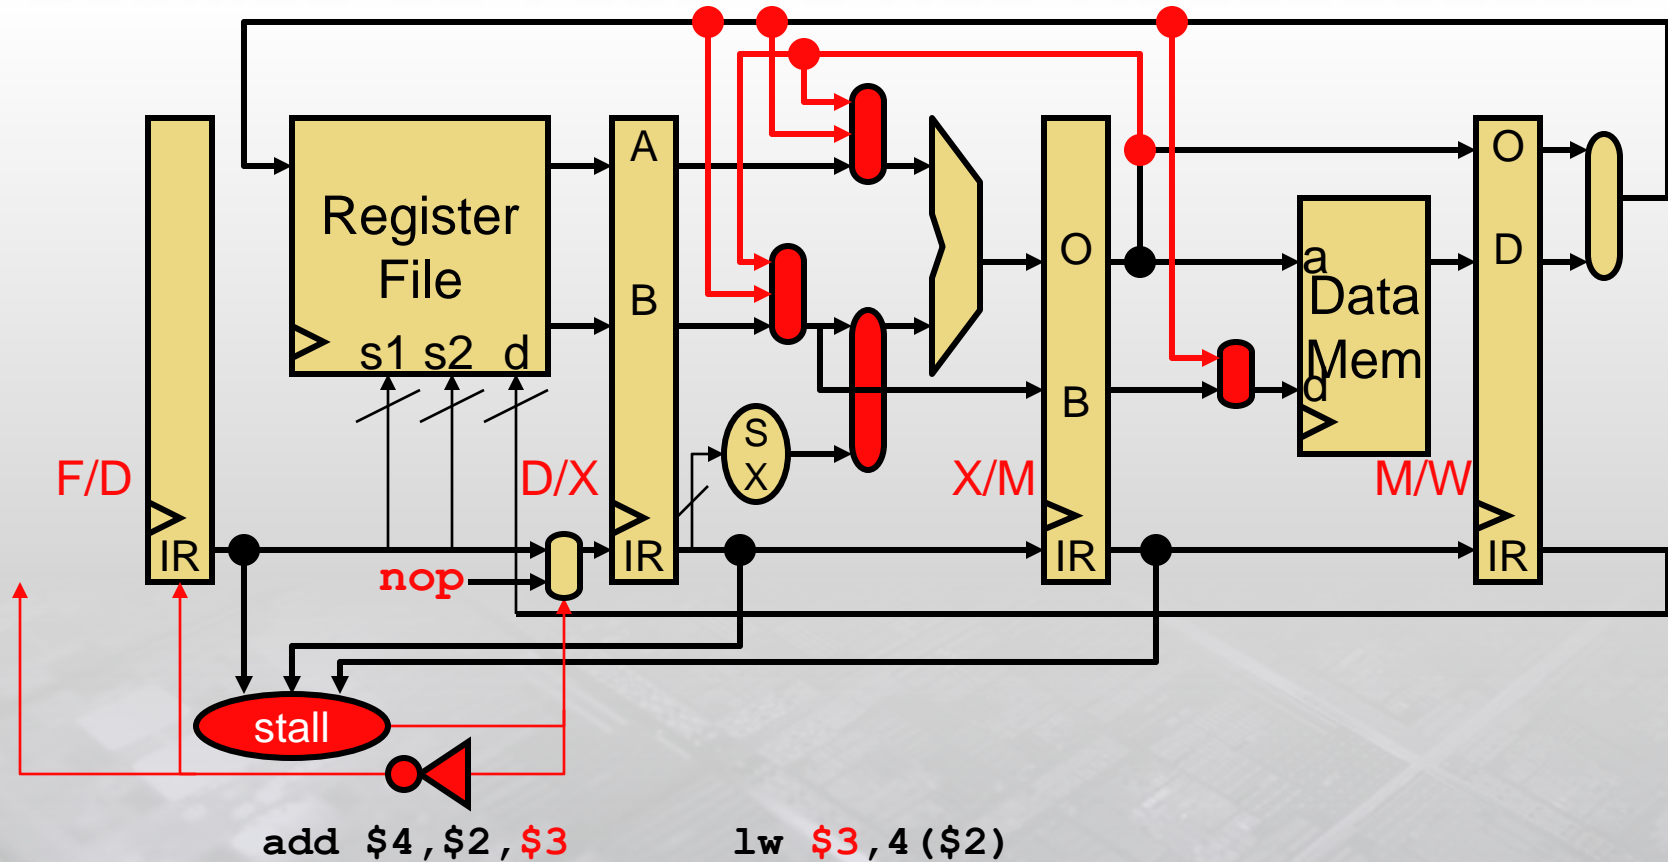 A
O
Register
File
O
D
B
a
Data
Mem
d
s1 s2 d
B
S
X
F/D
D/X
X/M
M/W
IR
IR
IR
IR
nop
stall
add $4,$2,$3
lw $3,4($2)